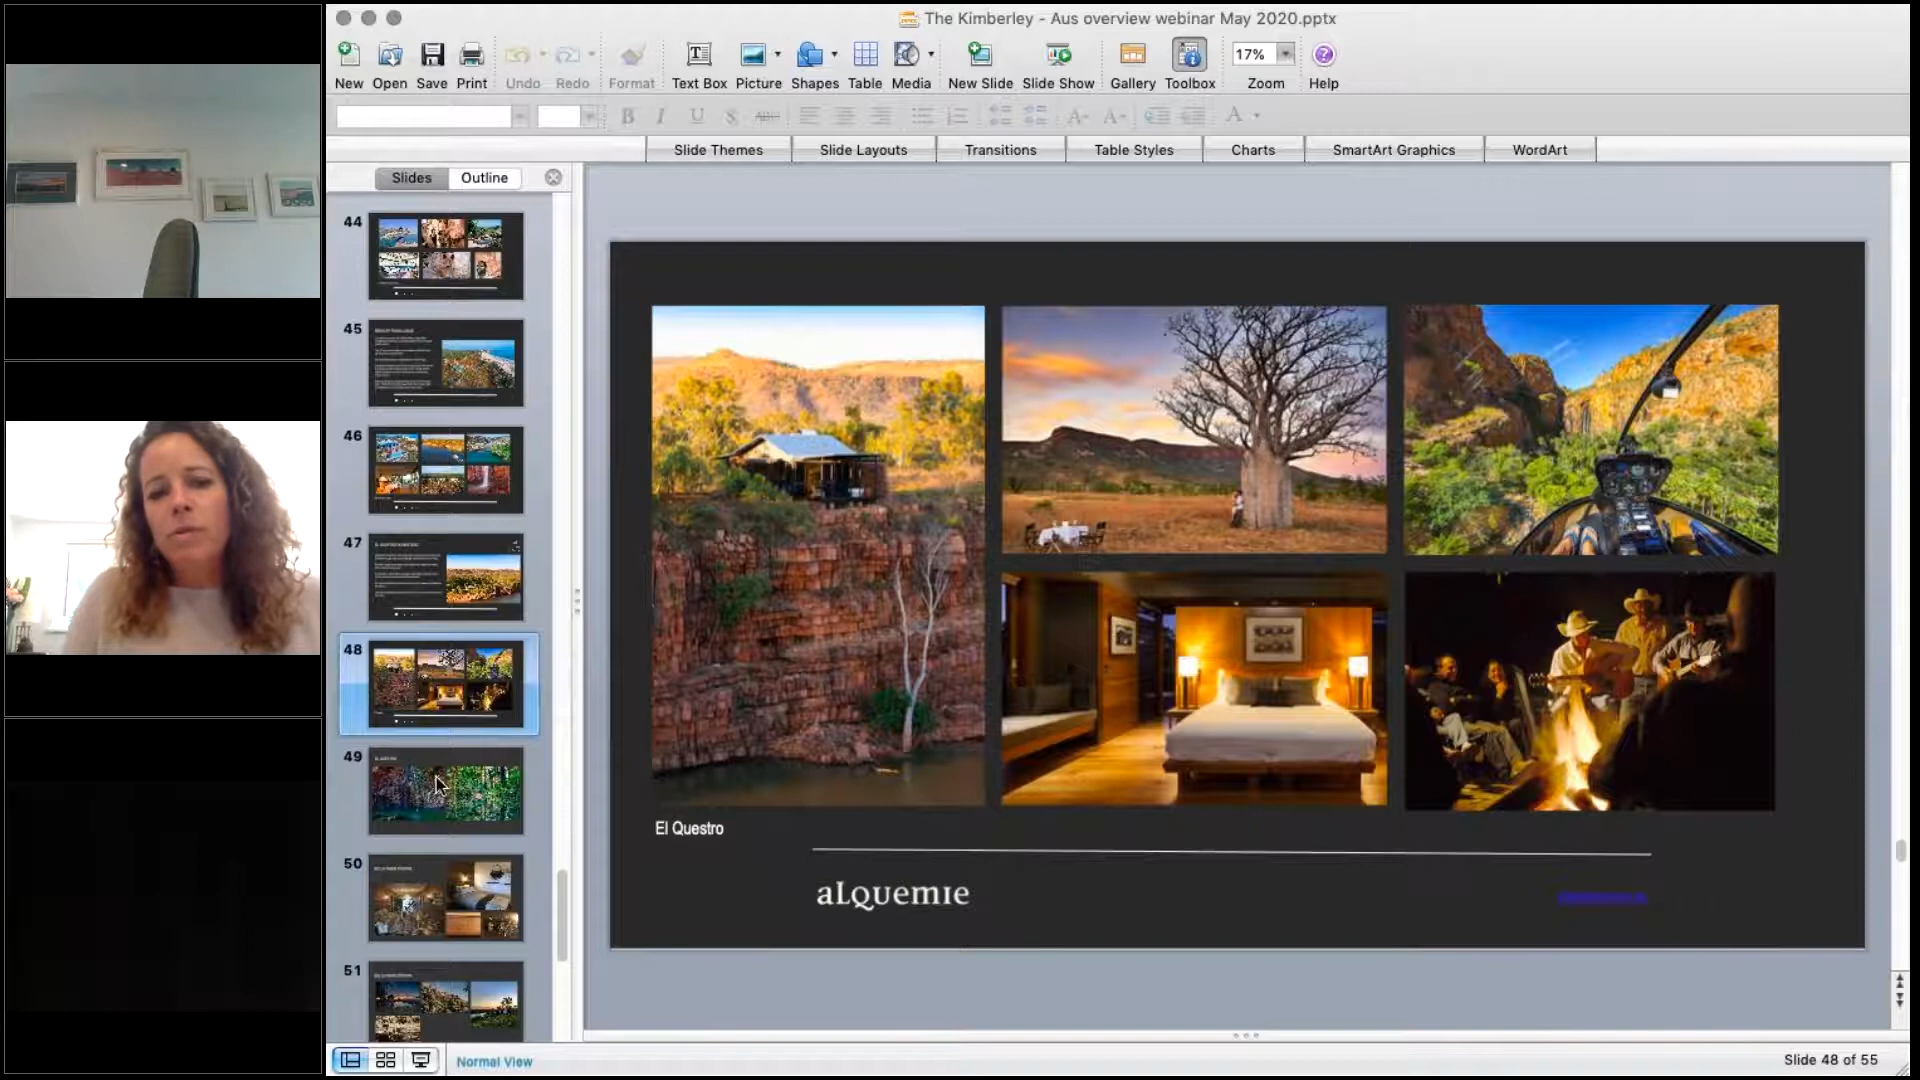 The Kimberley - Aus overview webinar May 2020.pptx
New Open Save Print Undo Redo Format Text Box Picture Shapes Table Media New Slide Slide Show Gallery Toolbox 17% Zoom Help
Slide Themes Slide Layouts Transitions Table Styles Charts SmartArt Graphics WordArt
Slides Outline
44
45
46
47
48
49
50
51
El Questro
aLQUEMIE
Normal View
Slide 48 of 55